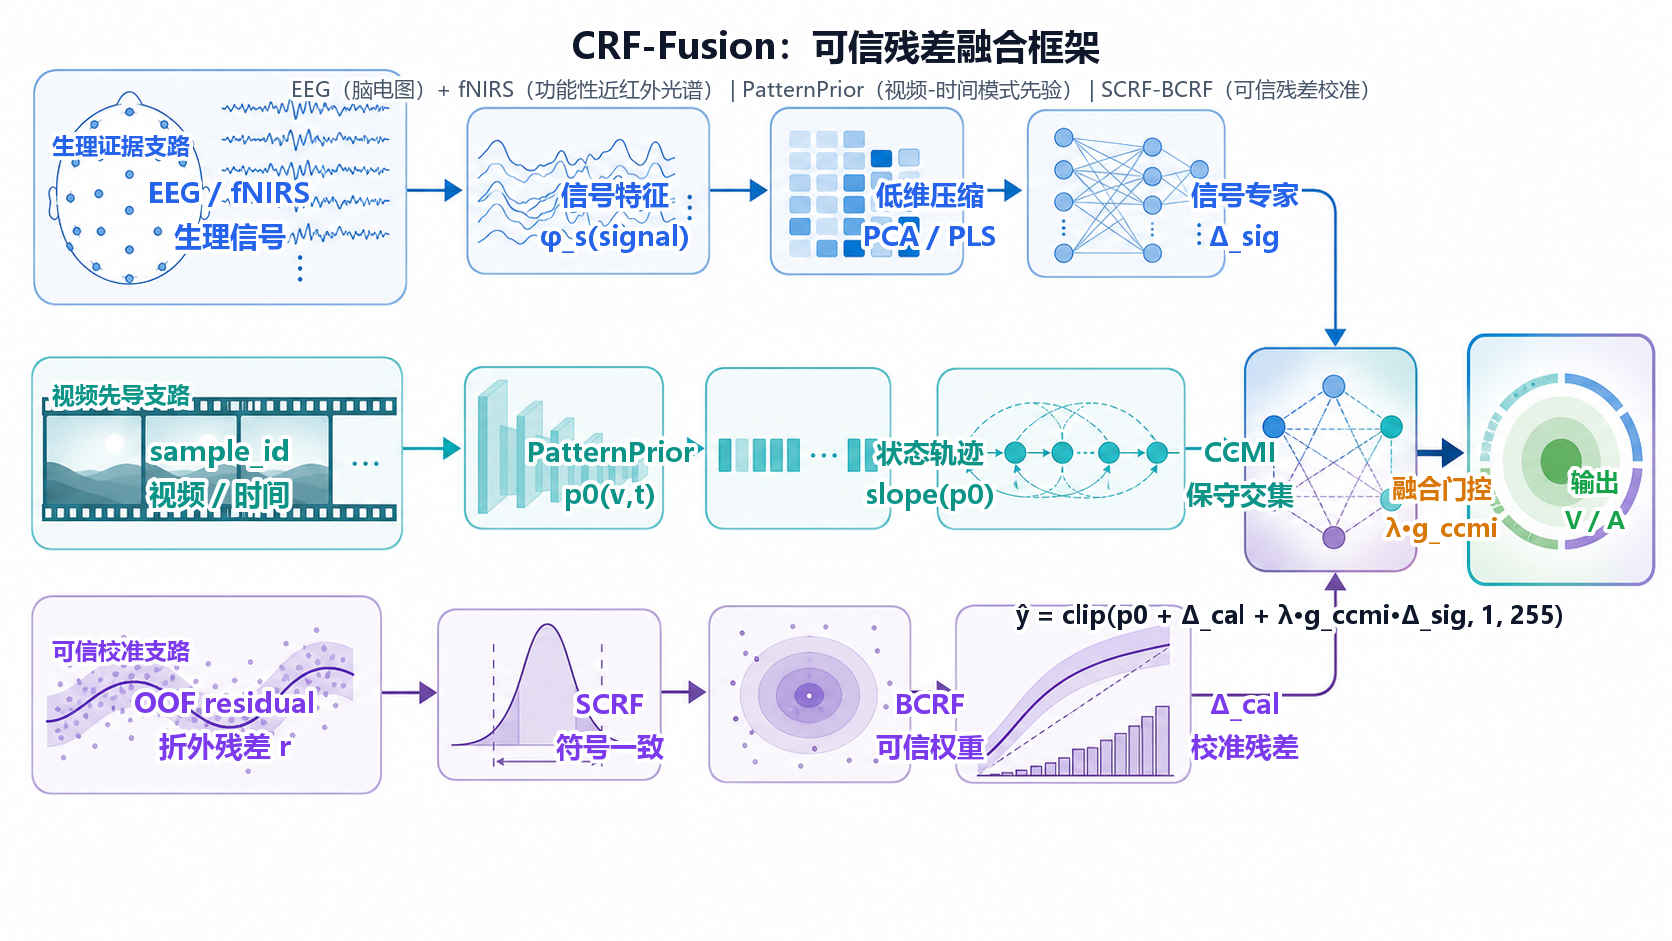 CRF-Fusion：可信残差融合框架
EEG（脑电图）+ fNIRS（功能性近红外光谱） | PatternPrior（视频-时间模式先验） | SCRF-BCRF（可信残差校准）
生理证据支路
EEG / fNIRS
生理信号
信号特征
φ_s(signal)
低维压缩
PCA / PLS
信号专家
Δ_sig
视频先导支路
sample_id
视频 / 时间
PatternPrior
p0(v,t)
状态轨迹
slope(p0)
CCMI
保守交集
融合门控
λ•g_ccmi
输出
V / A
ŷ = clip(p0 + Δ_cal + λ•g_ccmi•Δ_sig, 1, 255)
可信校准支路
OOF residual
折外残差 r
SCRF
符号一致
BCRF
可信权重
Δ_cal
校准残差